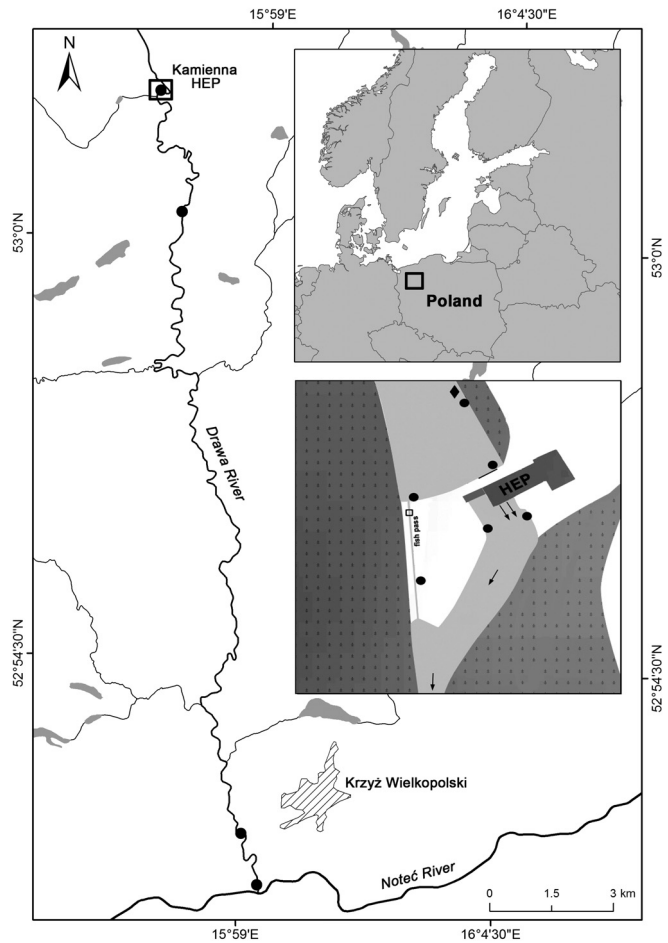 15°59'E
16°4'30"E
N
Kamienna
HEP
53°0'N
53°0'N
Poland
HEP
fish pass
Drawa River
52°54'30"N
52°54'30"N
Krzyż Wielkopolski
Noteć River
0 1.5 3 km
15°59'E
16°4'30"E